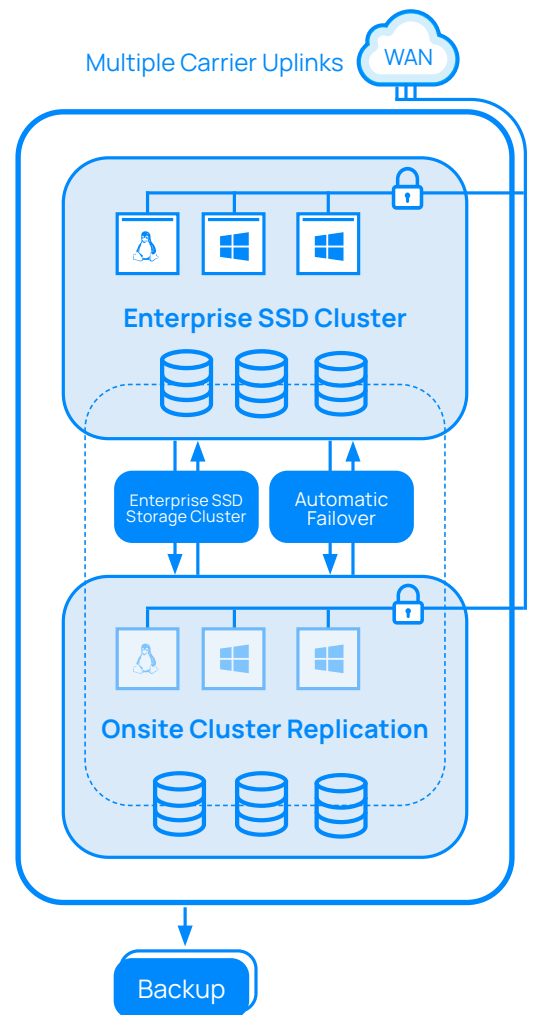 Multiple Carrier Uplinks
WAN
Enterprise SSD Cluster
Enterprise SSD
Storage Cluster
Automatic
Failover
Onsite Cluster Replication
Backup